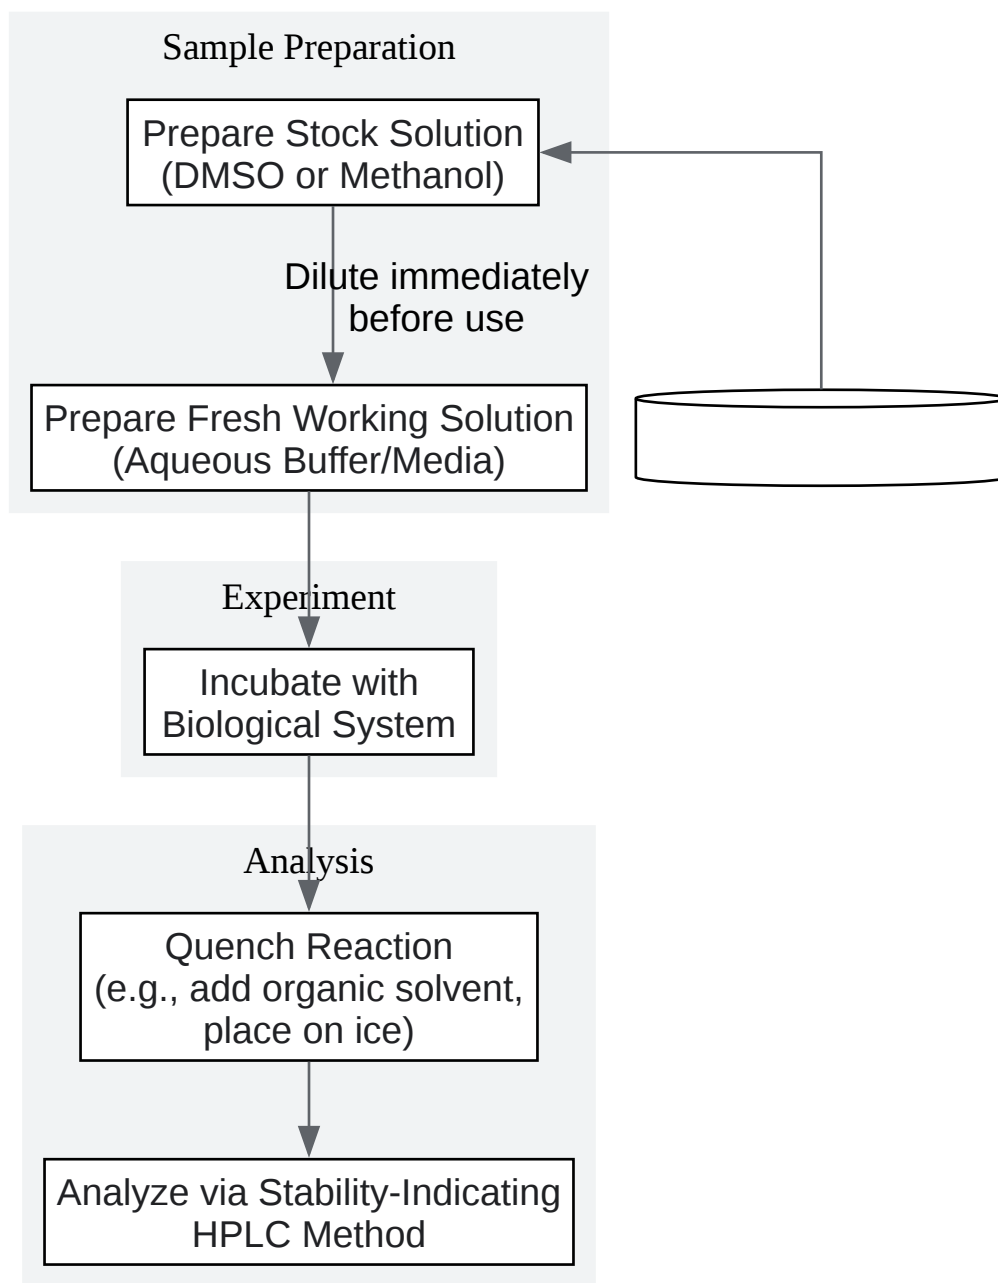 Sample Preparation
Prepare Stock Solution
(DMSO or Methanol)
Dilute immediately
before use
Prepare Fresh Working Solution
(Aqueous Buffer/Media)
Experiment
Incubate with
Biological System
Analysis
Quench Reaction
(e.g., add organic solvent,
place on ice)
Analyze via Stability-Indicating
HPLC Method